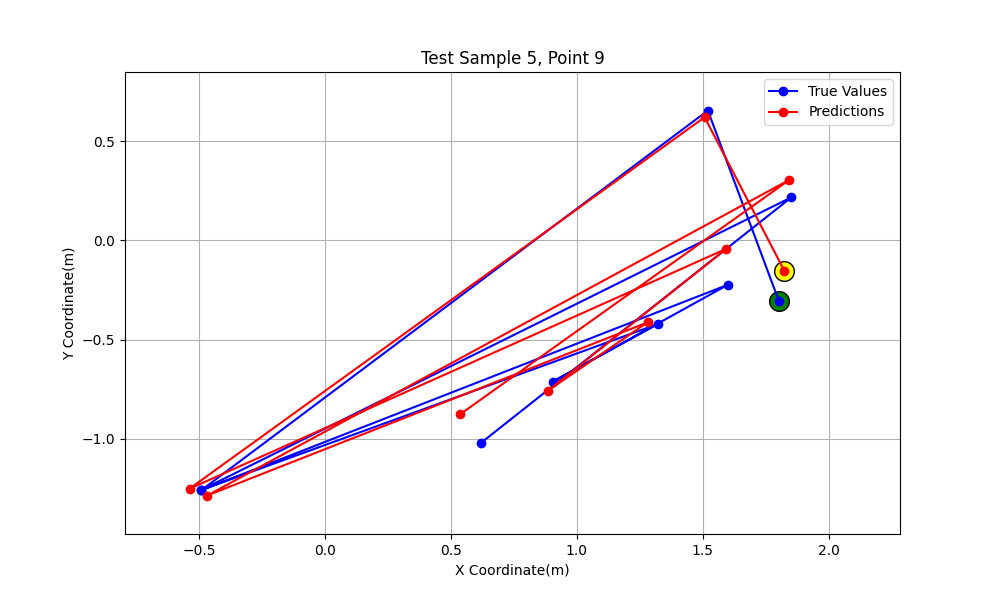 Test Sample 5, Point 9
True Values
Predictions
0.5
0.0
−0.5
−1.0
Y Coordinate(m)
−0.5
0.0
0.5
1.0
1.5
2.0
X Coordinate(m)